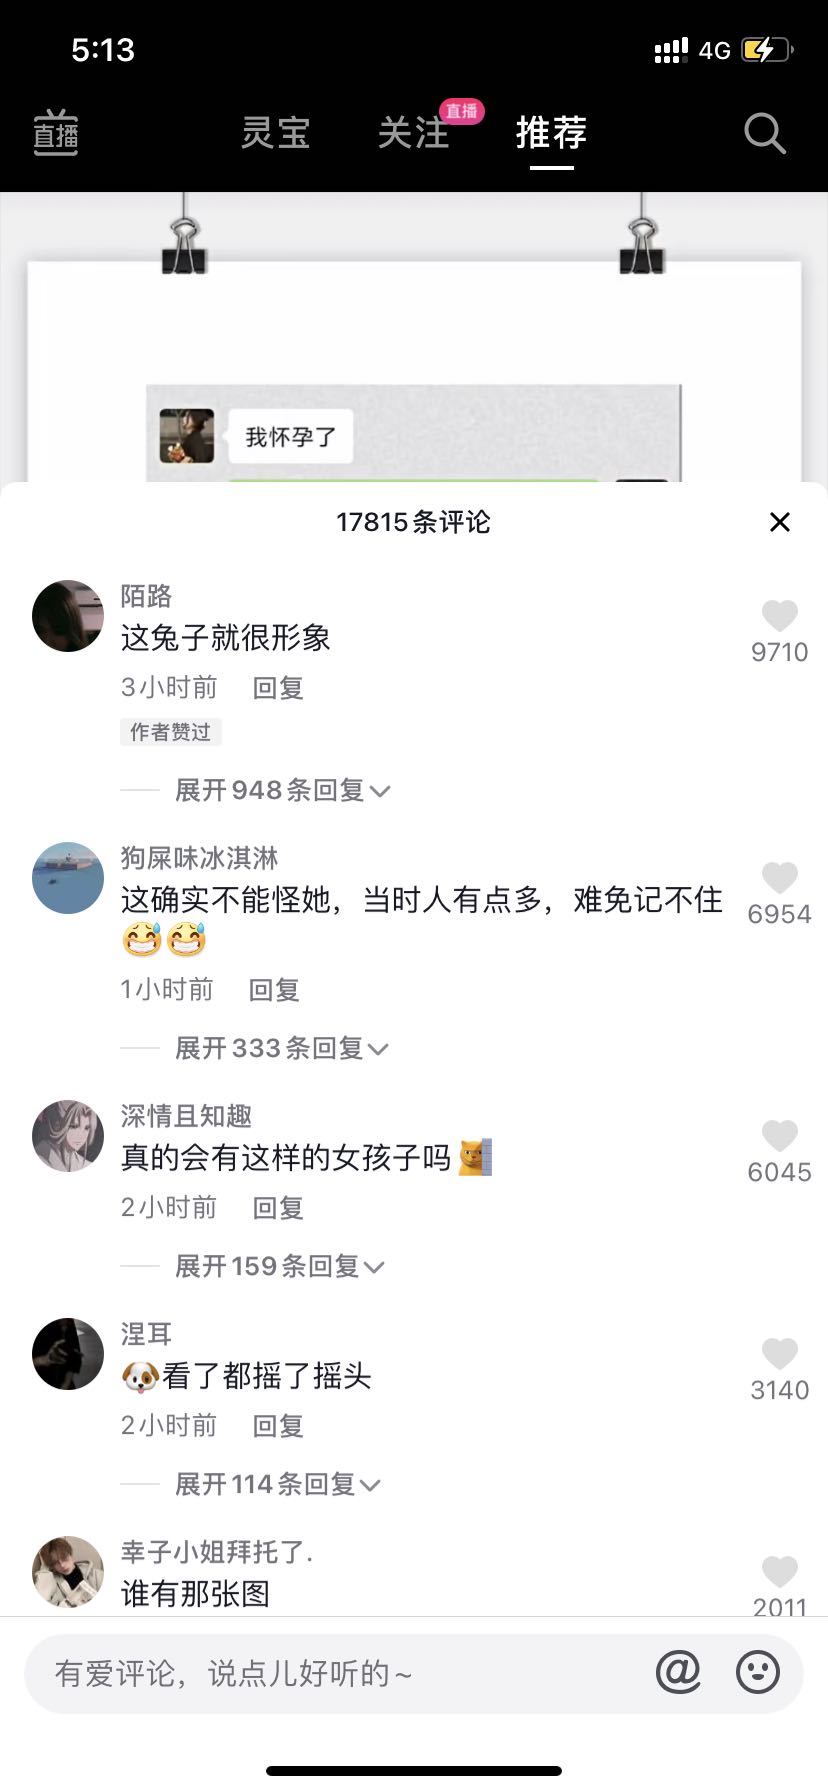 5:13
4G
直播
灵宝
关注
直播
推荐
我怀孕了
17815条评论
陌路
这兔子就很形象
9710
3小时前 回复
作者赞过
展开948条回复
狗屎味冰淇淋
这确实不能怪她，当时人有点多，难免记不住
😅😅
6954
1小时前 回复
展开333条回复
深情且知趣
真的会有这样的女孩子吗
6045
2小时前 回复
展开159条回复
涅耳
🐶看了都摇了摇头
3140
2小时前 回复
展开114条回复
幸子小姐拜托了.
谁有那张图
2011
有爱评论，说点儿好听的~
@